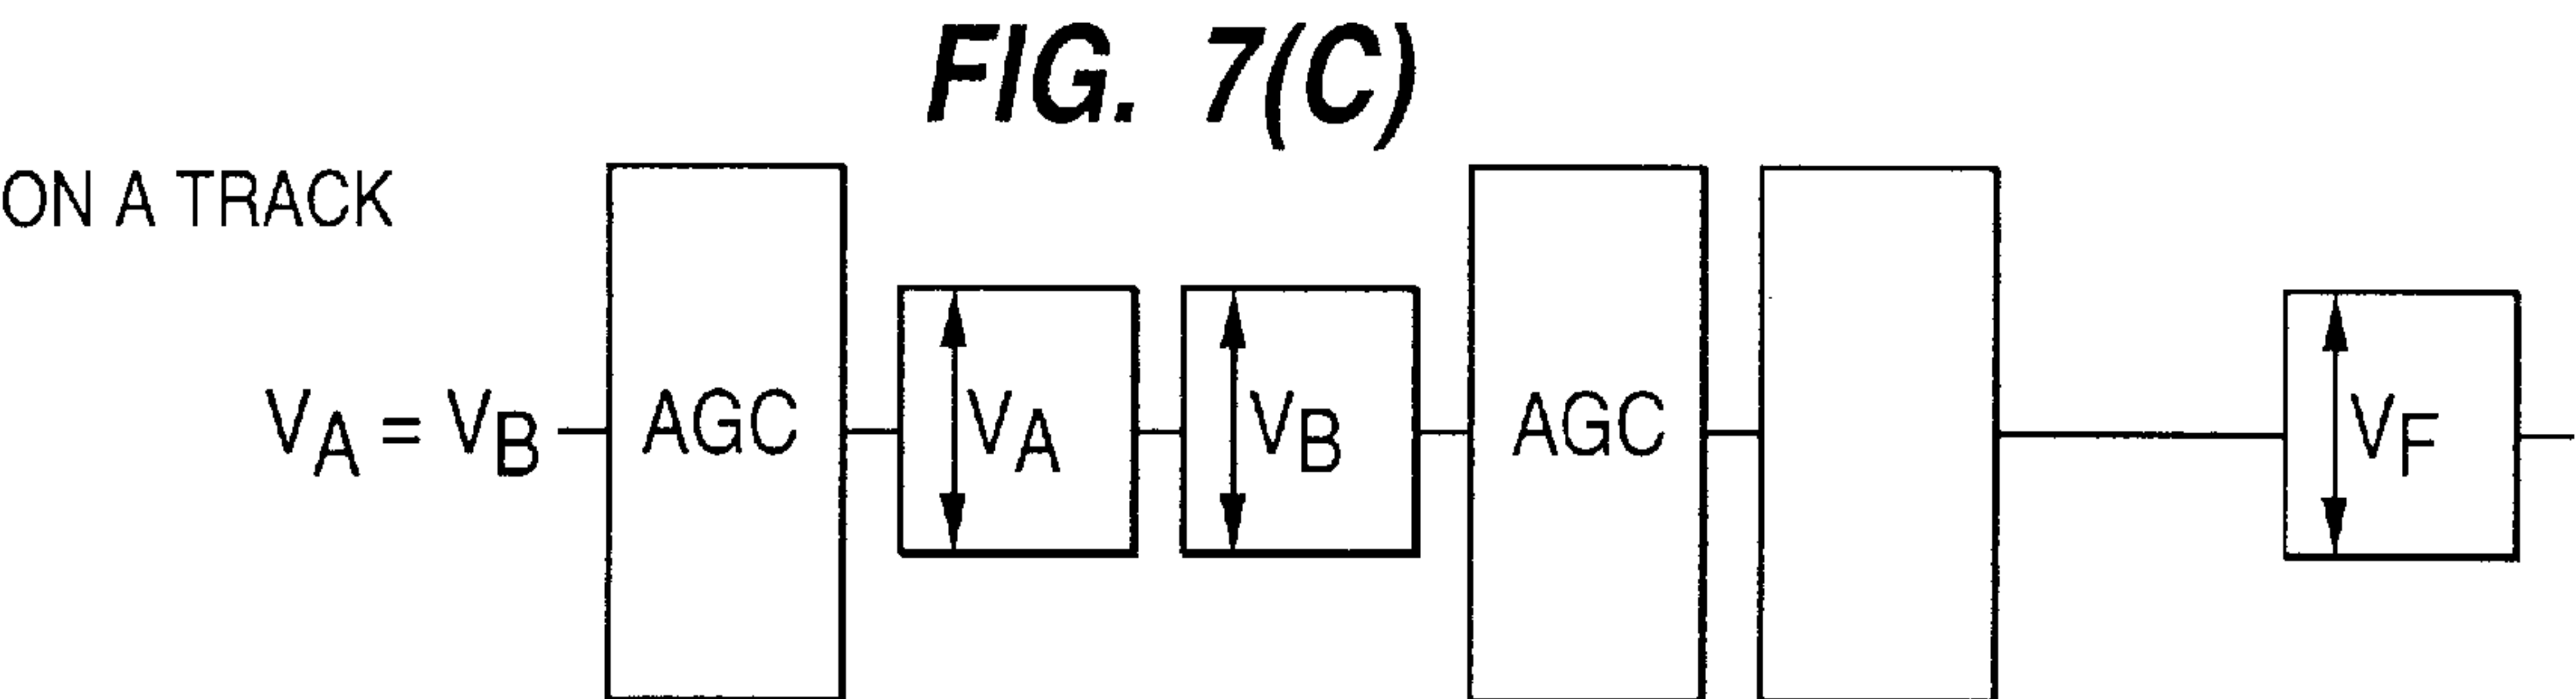 FIG. 7(C)
ON A TRACK
VA = VB AGC VA VB AGC VF